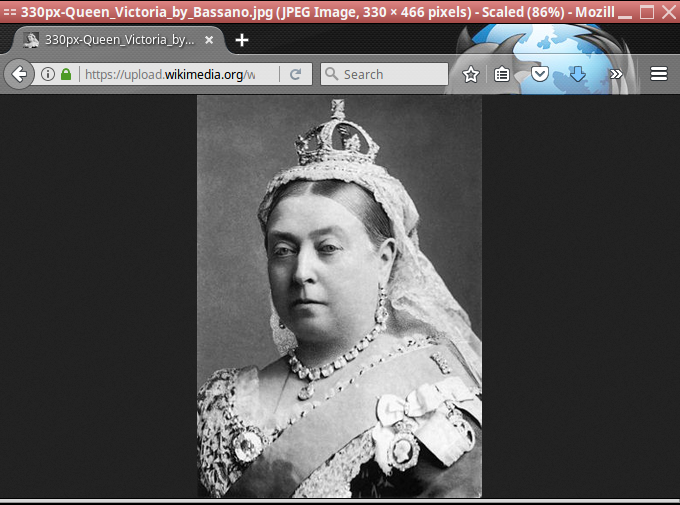 330px-Queen_Victoria_by_Bassano.jpg (JPEG Image, 330 × 466 pixels) - Scaled (86%) - Mozill
330px-Queen_Victoria_by...
https://upload.wikimedia.org/w
Search